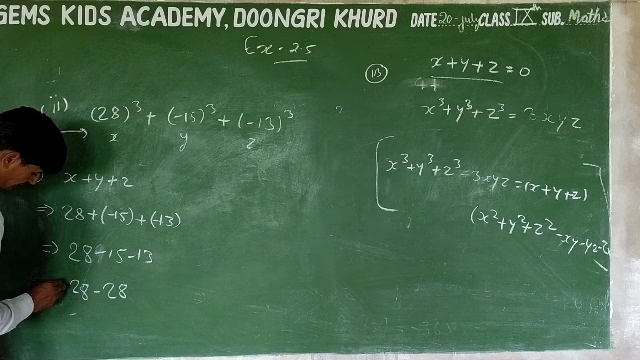 GEMS KIDS ACADEMY, DOONGRI KHURD DATE 20-july CLASS IXth SUB. Maths
Ex-2.5
(ii) (28)³ + (-15)³ + (-13)³
x y z
x+y+z
⇒ 28+(-15)+(-13)
⇒ 28-15-13
28-28
(13) x+y+z=0
x³+y³+z³=3xyz
x³+y³+z³-3xyz=(x+y+z)
(x²+y²+z²-xy-yz-z